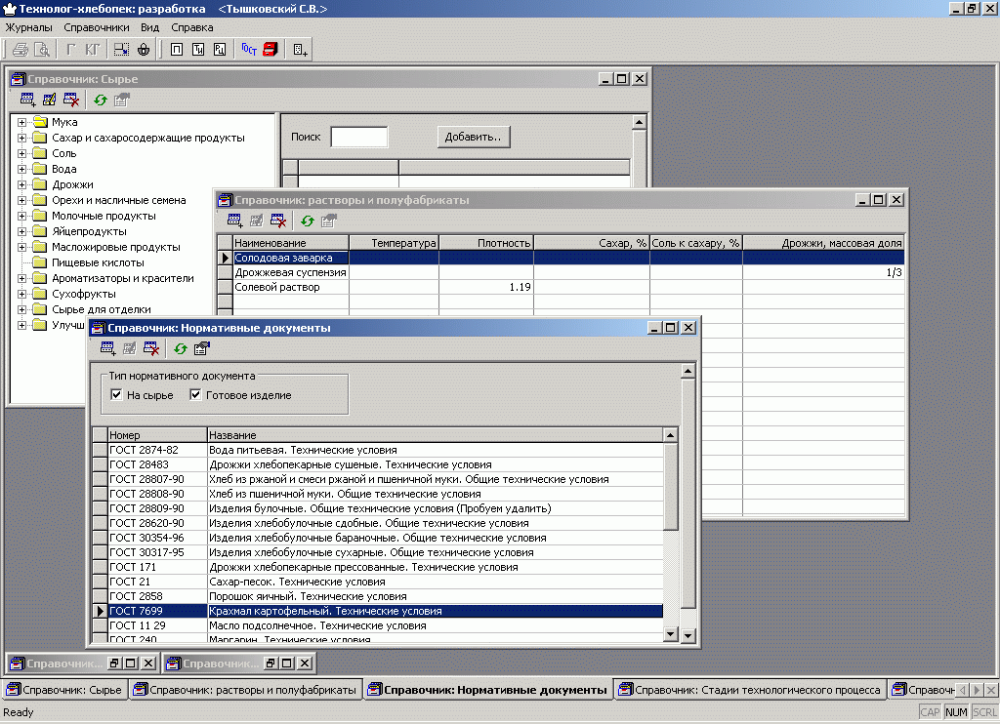 Технолог-хлебопек: разработка <Тышковский С.В.>
Журналы Справочники Вид Справка
Г КГ П ТИ РЦ ГОСТ
Справочник: Сырье
Мука
Сахар и сахаросодержащие продукты
Соль
Вода
Дрожжи
Орехи и масличные семена
Молочные продукты
Яйцепродукты
Масложировые продукты
Пищевые кислоты
Ароматизаторы и красители
Сухофрукты
Сырье для отделки
Улучш
Поиск Добавить..
Справочник: растворы и полуфабрикаты
Наименование Температура Плотность Сахар, % Соль к сахару, % Дрожжи, массовая доля
Солодовая заварка
Дрожжевая суспензия 1/3
Солевой раствор 1.19
Справочник: Нормативные документы
Тип нормативного документа
На сырье Готовое изделие
Номер Название
ГОСТ 2874-82 Вода питьевая. Технические условия
ГОСТ 28483 Дрожжи хлебопекарные сушеные. Технические условия
ГОСТ 28807-90 Хлеб из ржаной и смеси ржаной и пшеничной муки. Общие технические условия
ГОСТ 28808-90 Хлеб из пшеничной муки. Общие технические условия
ГОСТ 28809-90 Изделия булочные. Общие технические условия (Пробуем удалить)
ГОСТ 28620-90 Изделия хлебобулочные сдобные. Общие технические условия
ГОСТ 30354-96 Изделия хлебобулочные бараночные. Общие технические условия
ГОСТ 30317-95 Изделия хлебобулочные сухарные. Общие технические условия
ГОСТ 171 Дрожжи хлебопекарные прессованные. Технические условия
ГОСТ 21 Сахар-песок. Технические условия
ГОСТ 2858 Порошок яичный. Технические условия
ГОСТ 7699 Крахмал картофельный. Технические условия
ГОСТ 11 29 Масло подсолнечное. Технические условия
ГОСТ 240 Маргарин. Технические условия
Справочник... Справочник...
Справочник: Сырье Справочник: растворы и полуфабрикаты Справочник: Нормативные документы Справочник: Стадии технологического процесса Справочн
Ready CAP NUM SCRL